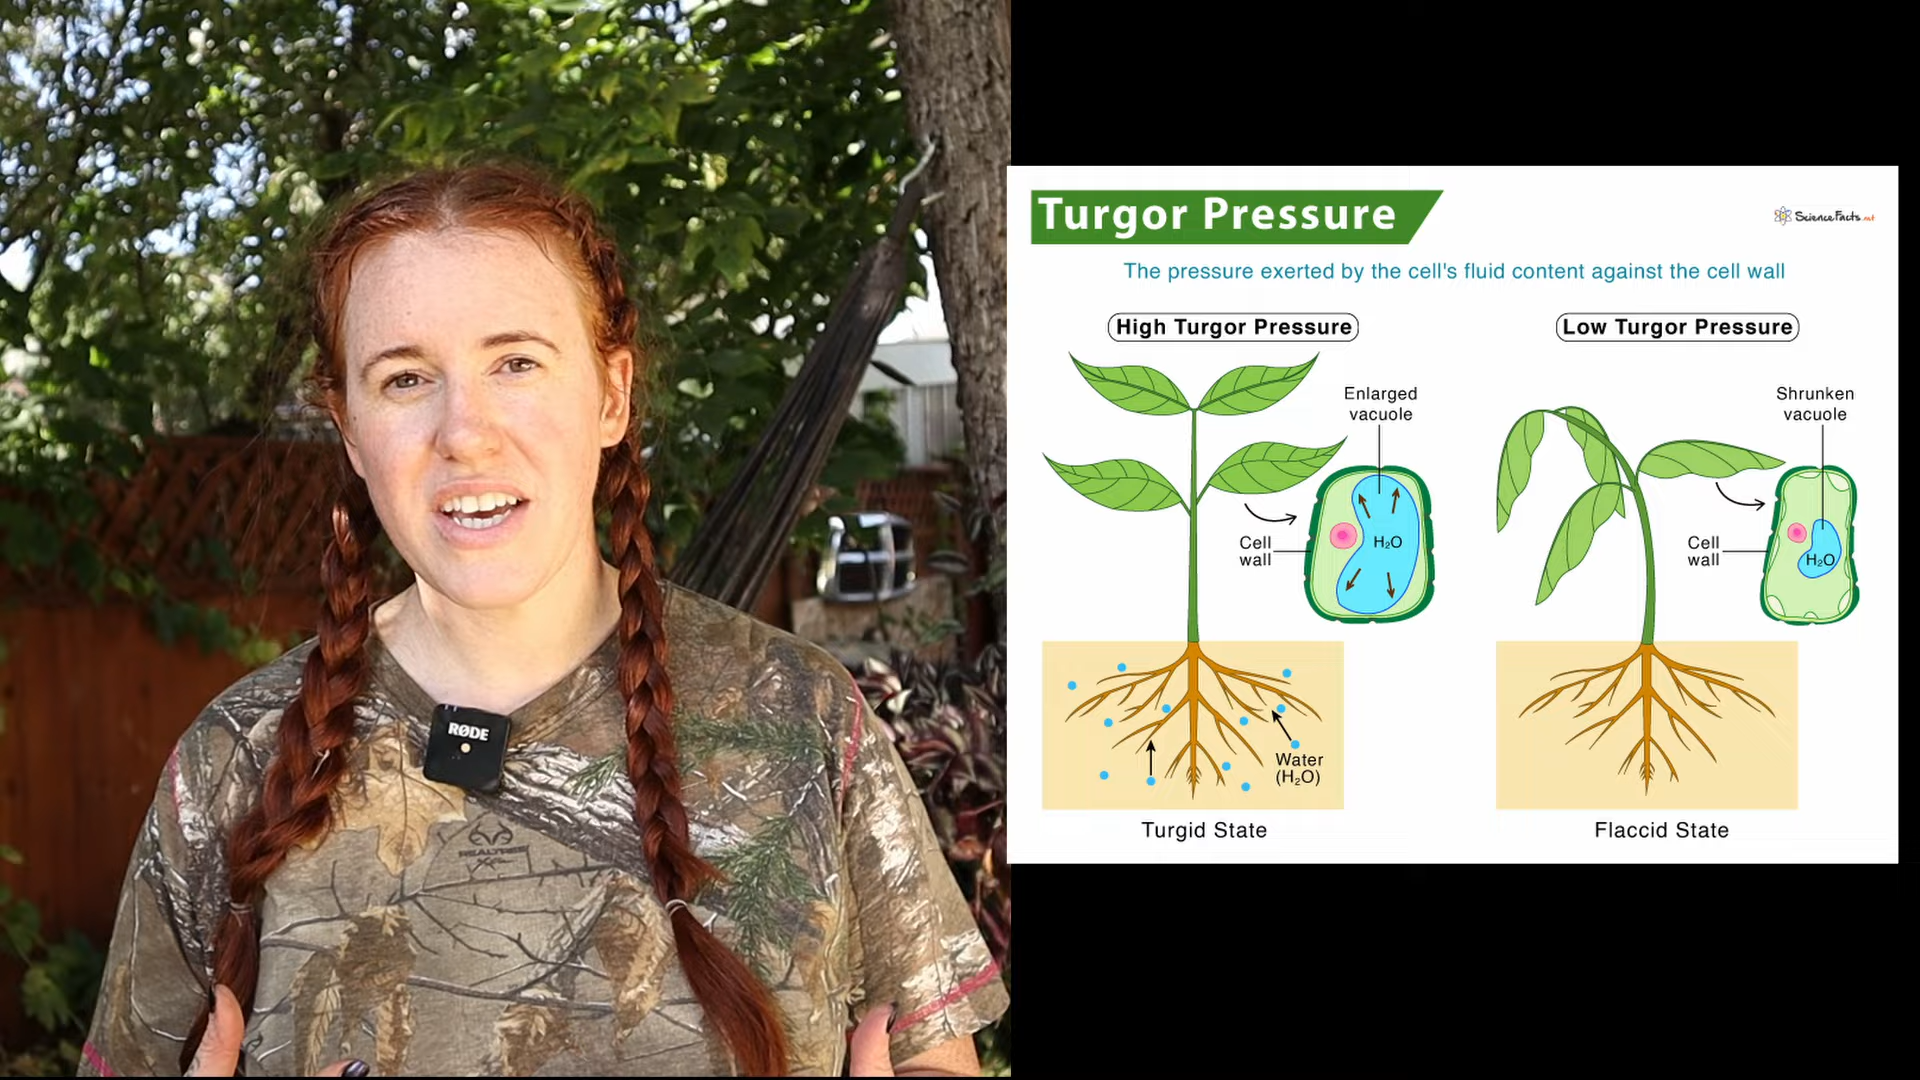 RØDE
REALTREE
Turgor Pressure
ScienceFacts.net
The pressure exerted by the cell's fluid content against the cell wall
High Turgor Pressure
Low Turgor Pressure
Enlarged
vacuole
Shrunken
vacuole
Cell
wall
H₂O
Cell
wall
H₂O
Water
(H₂O)
Turgid State
Flaccid State